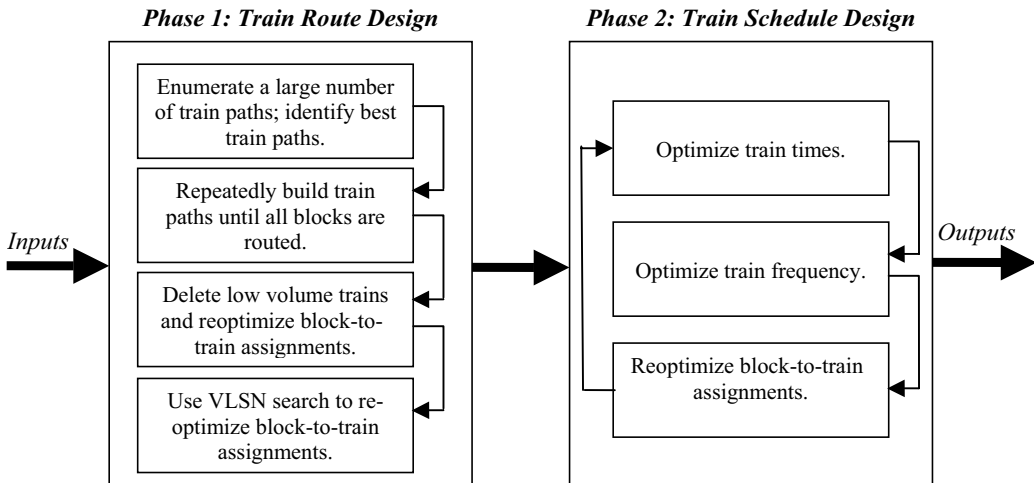 Phase 1: Train Route Design
Phase 2: Train Schedule Design
Inputs
Enumerate a large number
of train paths; identify best
train paths.
Repeatedly build train
paths until all blocks are
routed.
Delete low volume trains
and reoptimize block-to-
train assignments.
Use VLSN search to re-
optimize block-to-train
assignments.
Optimize train times.
Optimize train frequency.
Reoptimize block-to-train
assignments.
Outputs